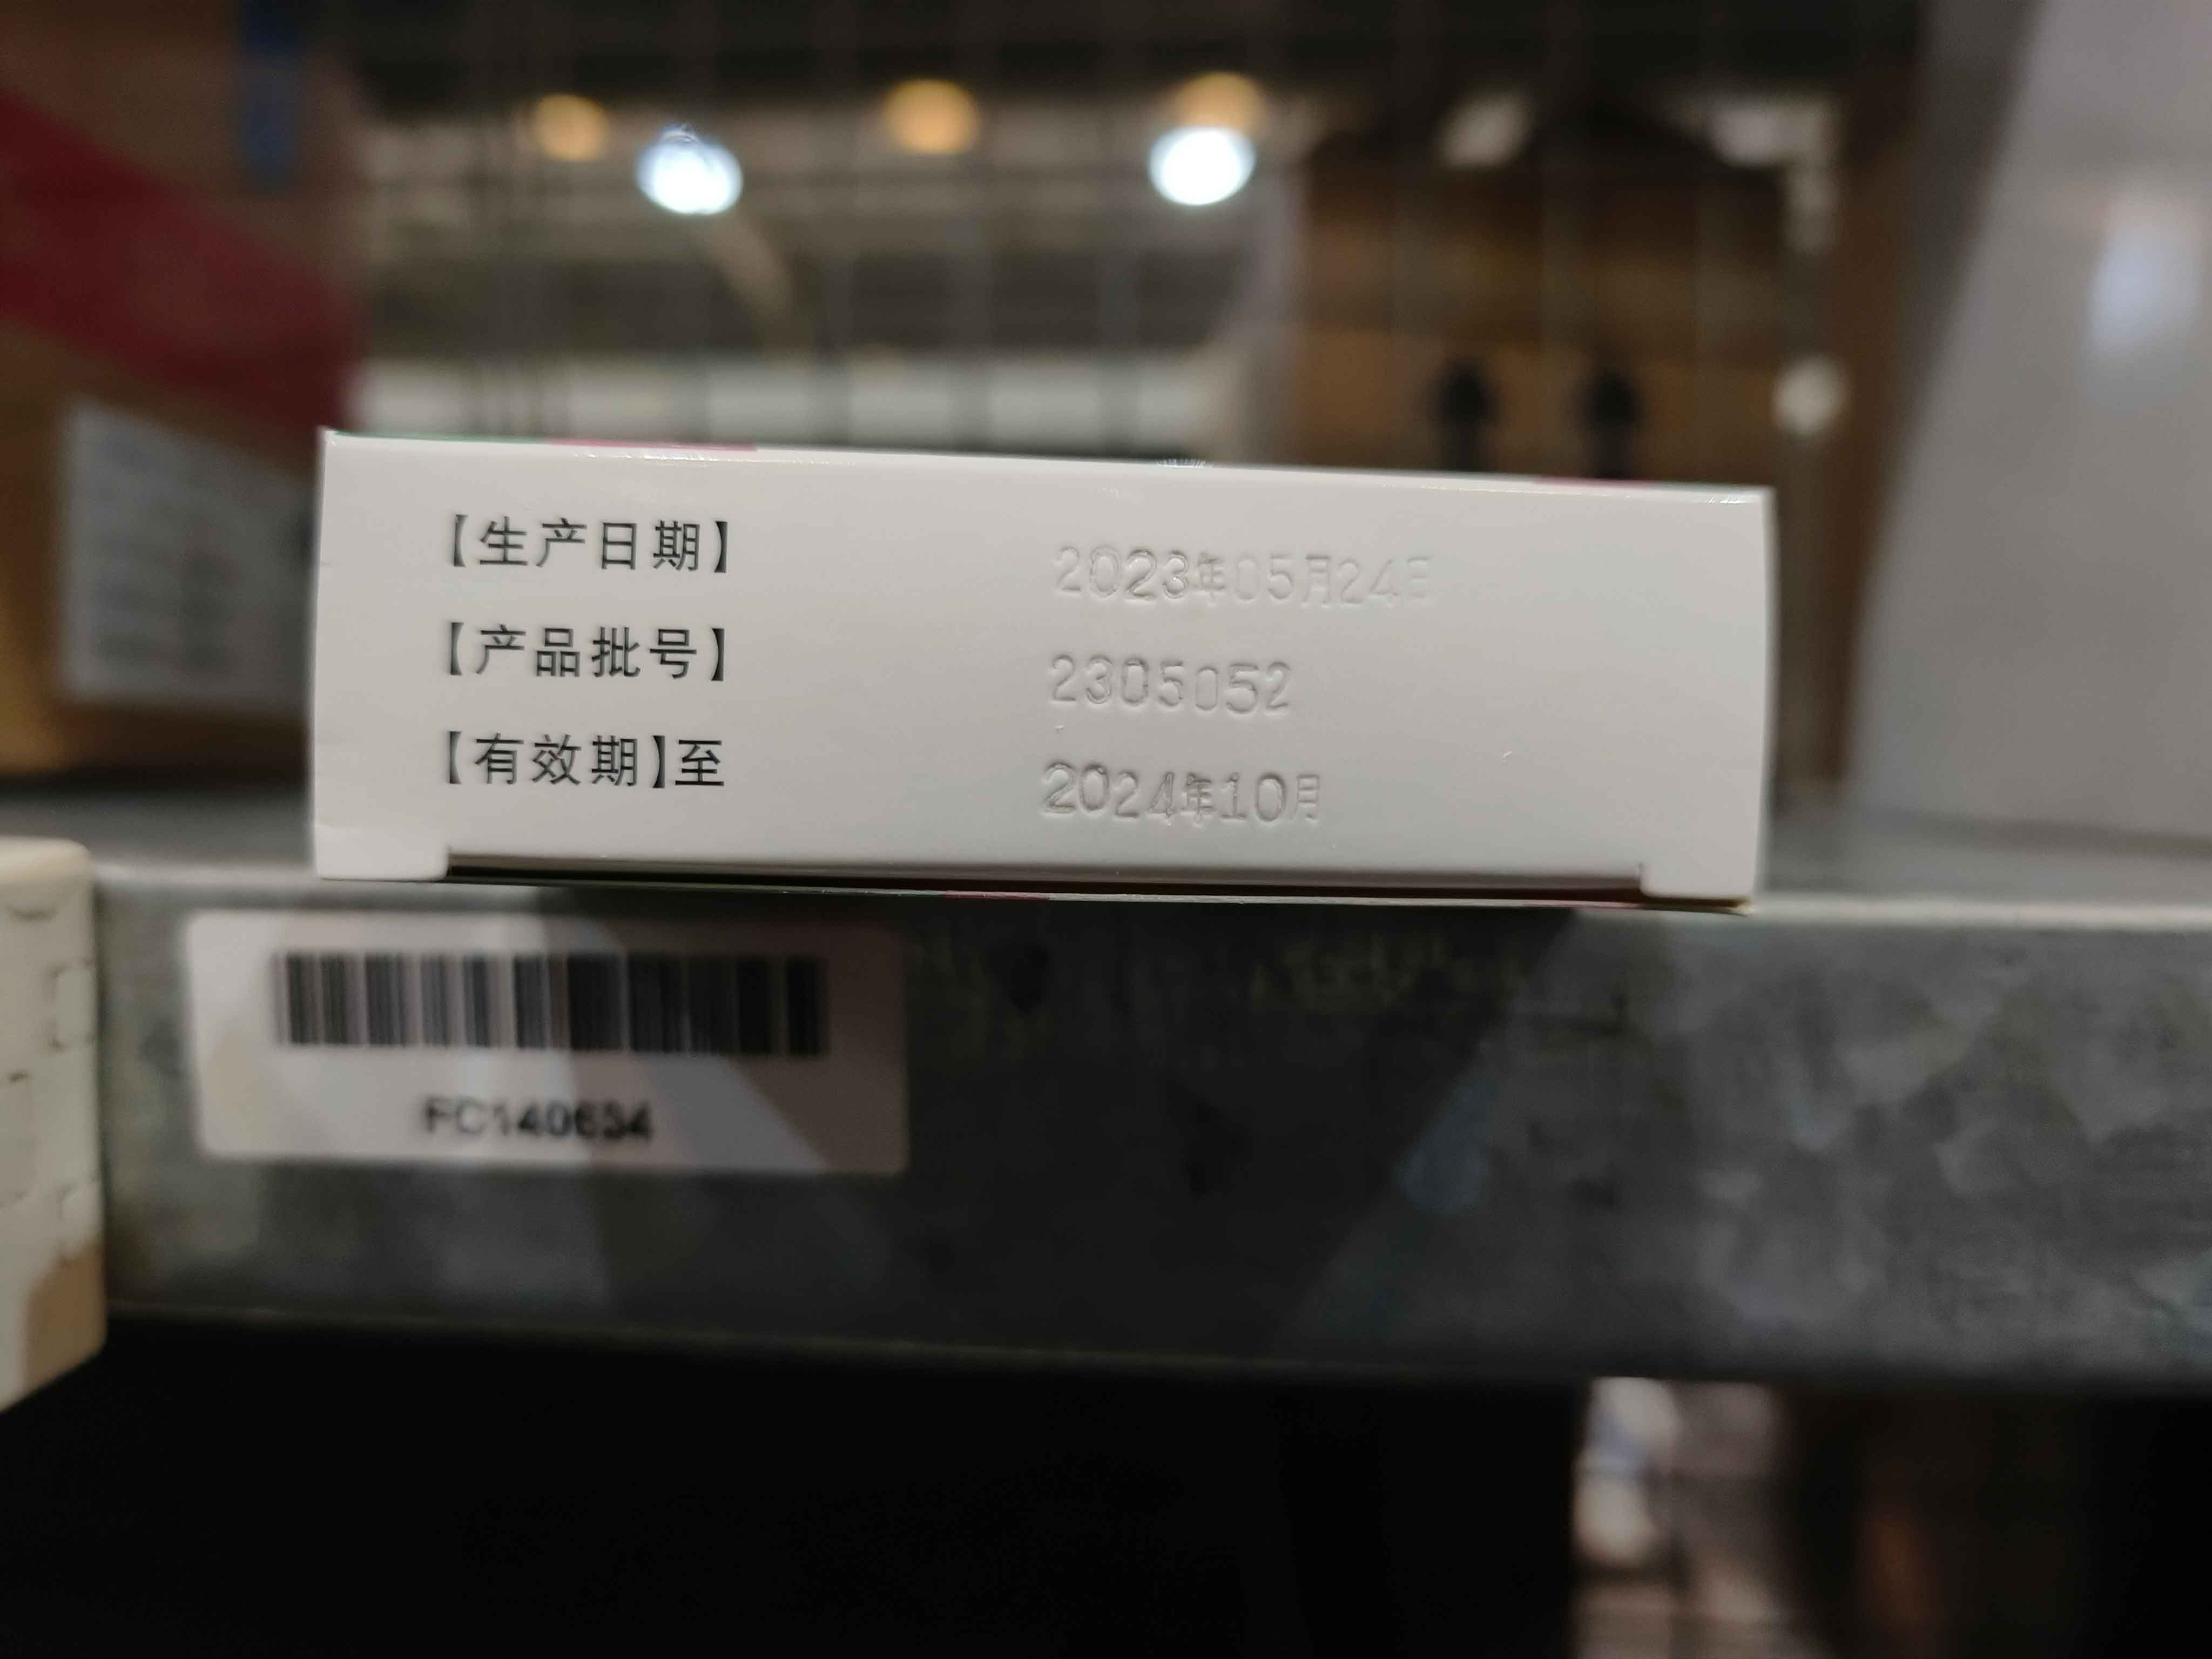 【生产日期】 2023年05月24日
【产品批号】 2305052
【有效期】至 2024年10月
FC140634